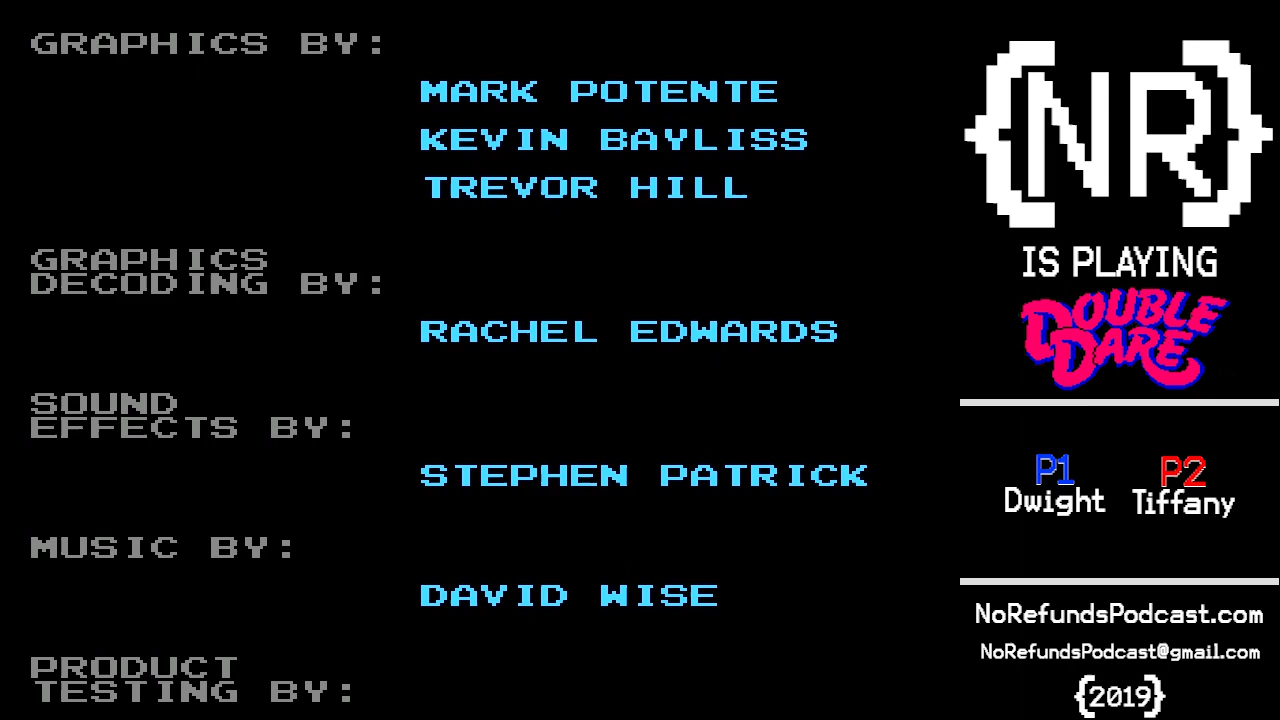 GRAPHICS BY:
MARK POTENTE
KEVIN BAYLISS
TREVOR HILL
GRAPHICS
DECODING BY:
RACHEL EDWARDS
SOUND
EFFECTS BY:
STEPHEN PATRICK
MUSIC BY:
DAVID WISE
PRODUCT
TESTING BY:
{NR}
IS PLAYING
DOUBLE
DARE
P1 P2
Dwight Tiffany
NoRefundsPodcast.com
NoRefundsPodcast@gmail.com
{2019}